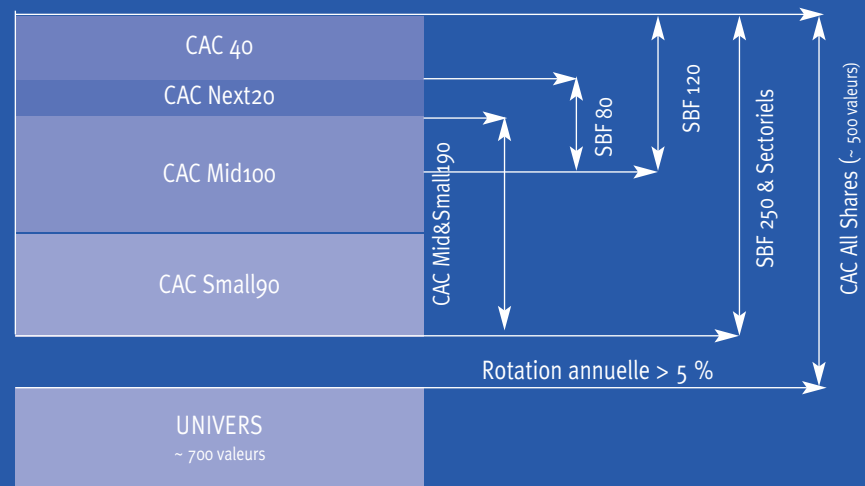 CAC 40
CAC Next20
CAC Mid100
CAC Small90
CAC Mid&Small190
SBF 80
SBF 120
SBF 250 & Sectoriels
CAC All Shares (~ 500 valeurs)
Rotation annuelle > 5 %
UNIVERS
~ 700 valeurs